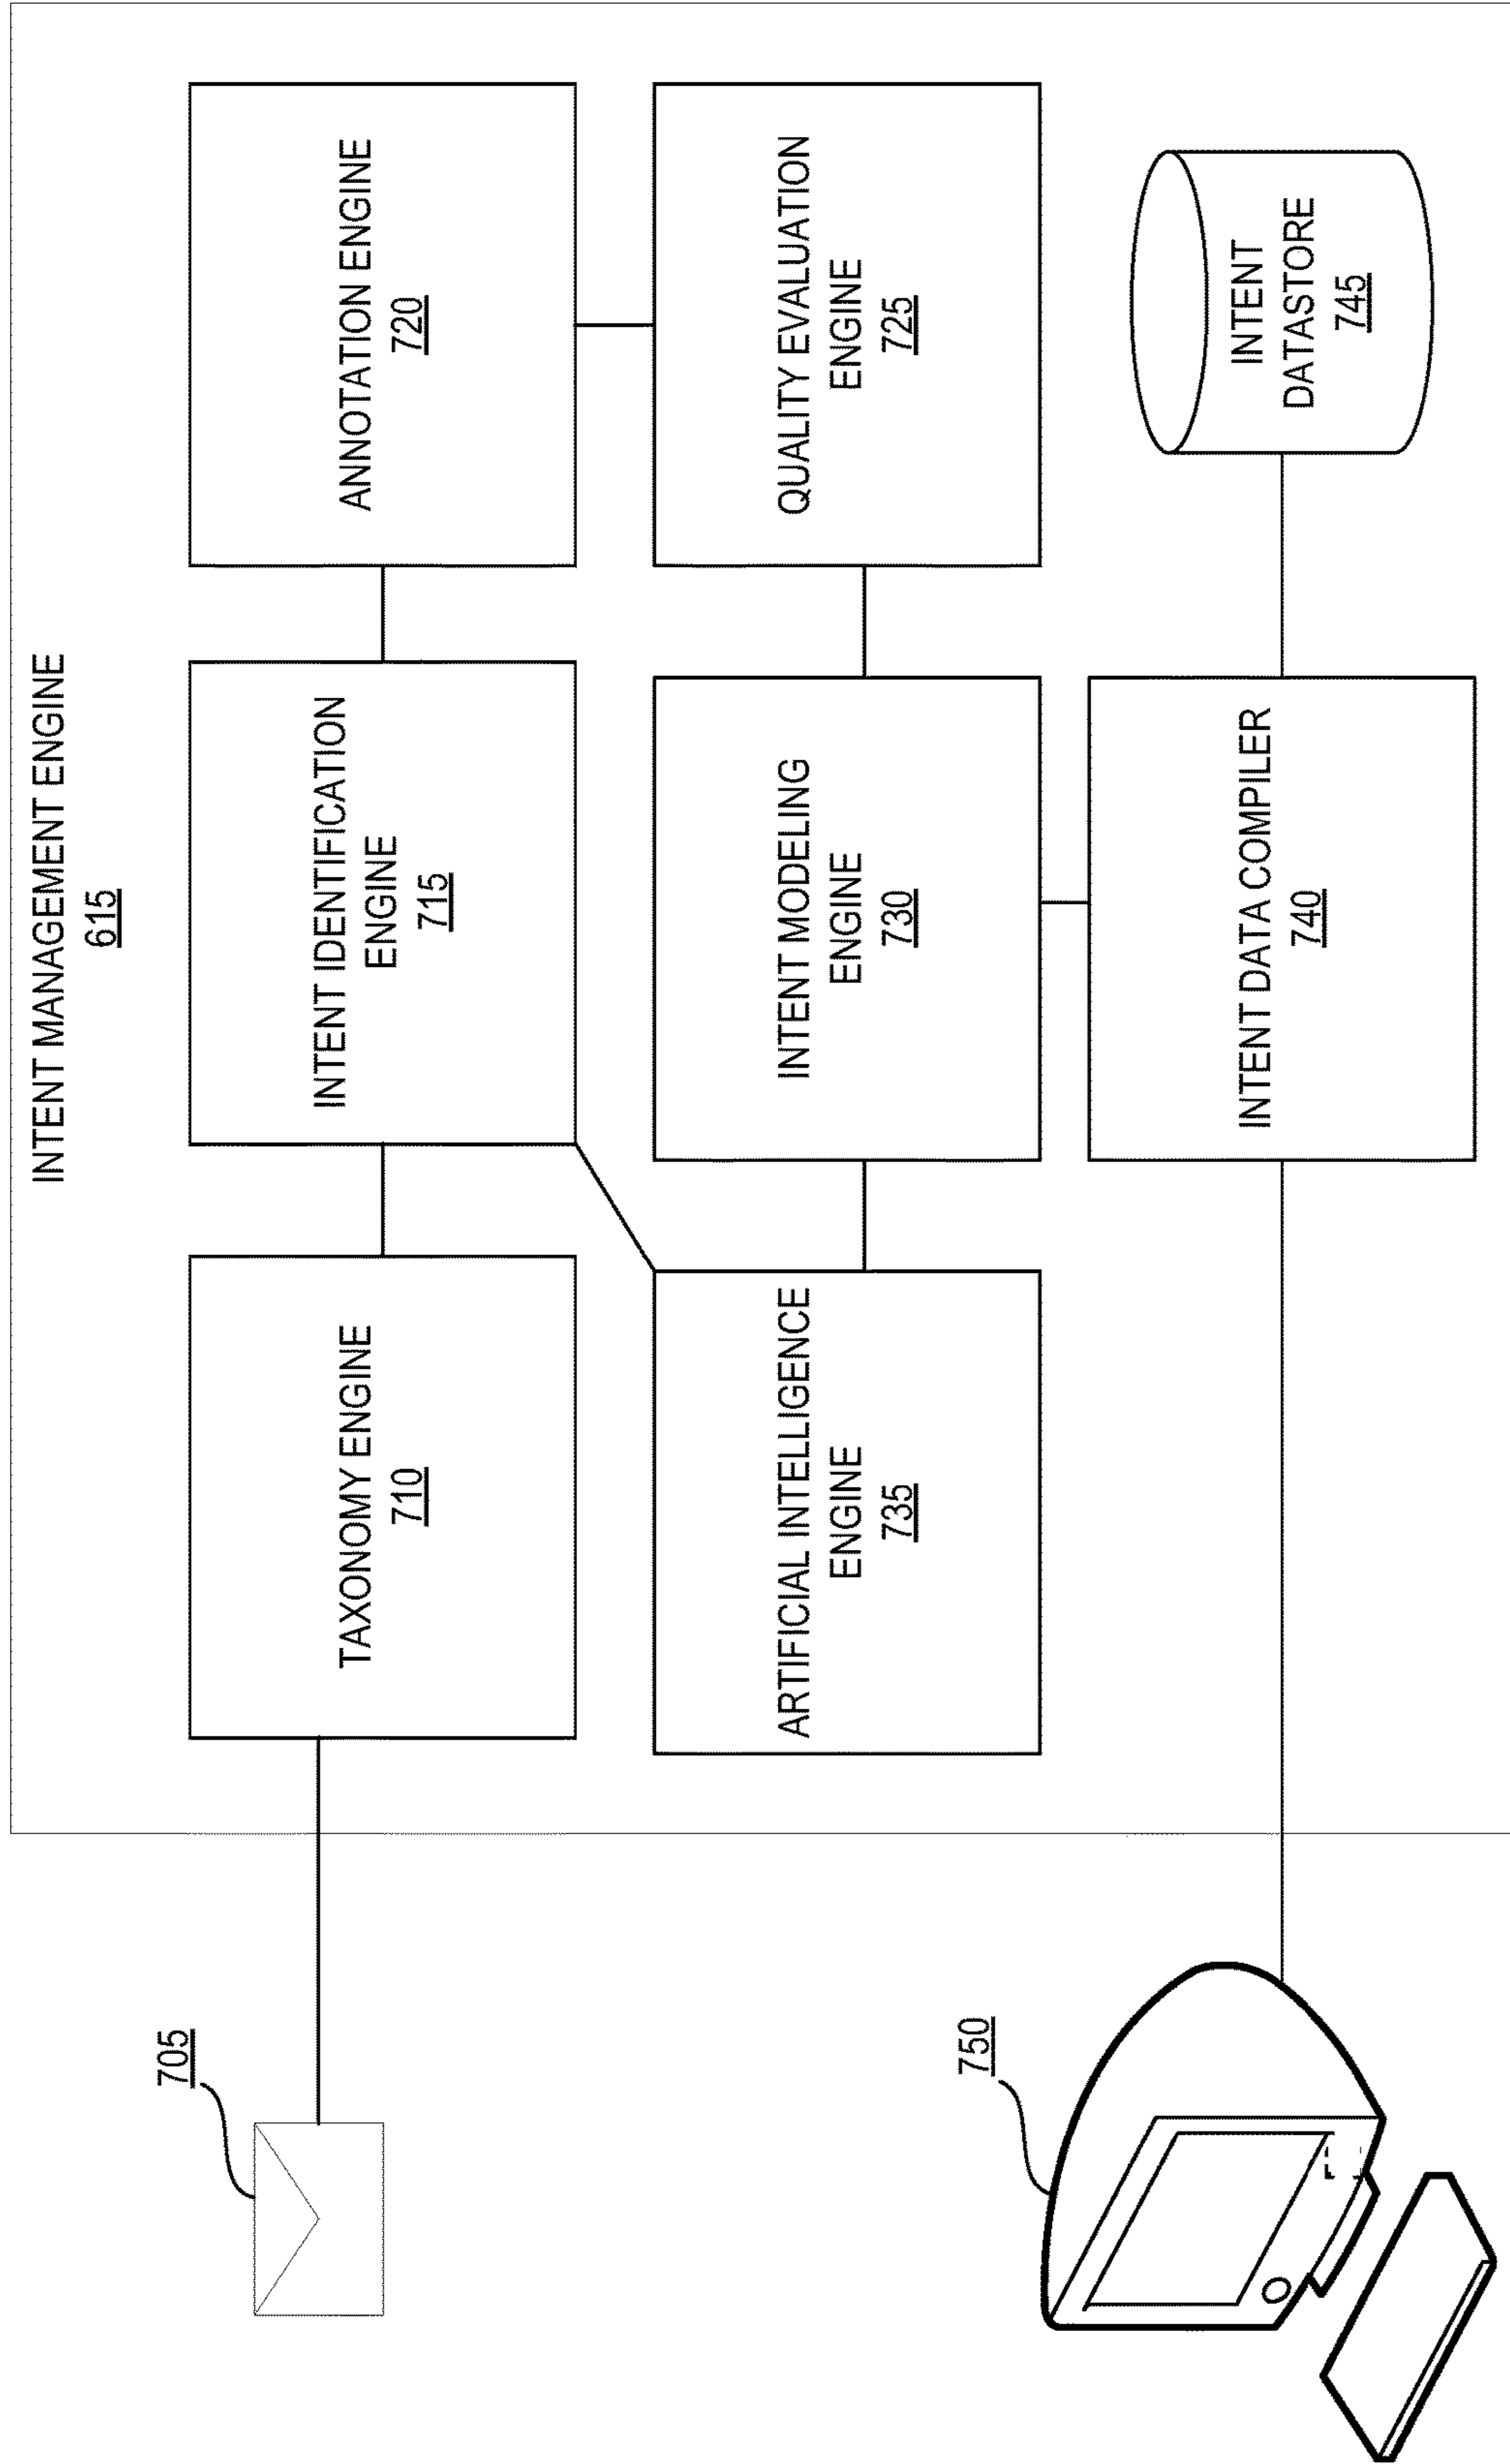 INTENT MANAGEMENT ENGINE
615
705
TAXONOMY ENGINE
710
INTENT IDENTIFICATION
ENGINE
715
ANNOTATION ENGINE
720
ARTIFICIAL INTELLIGENCE
ENGINE
735
INTENT MODELING
ENGINE
730
QUALITY EVALUATION
ENGINE
725
750
INTENT DATA COMPILER
740
INTENT
DATASTORE
745